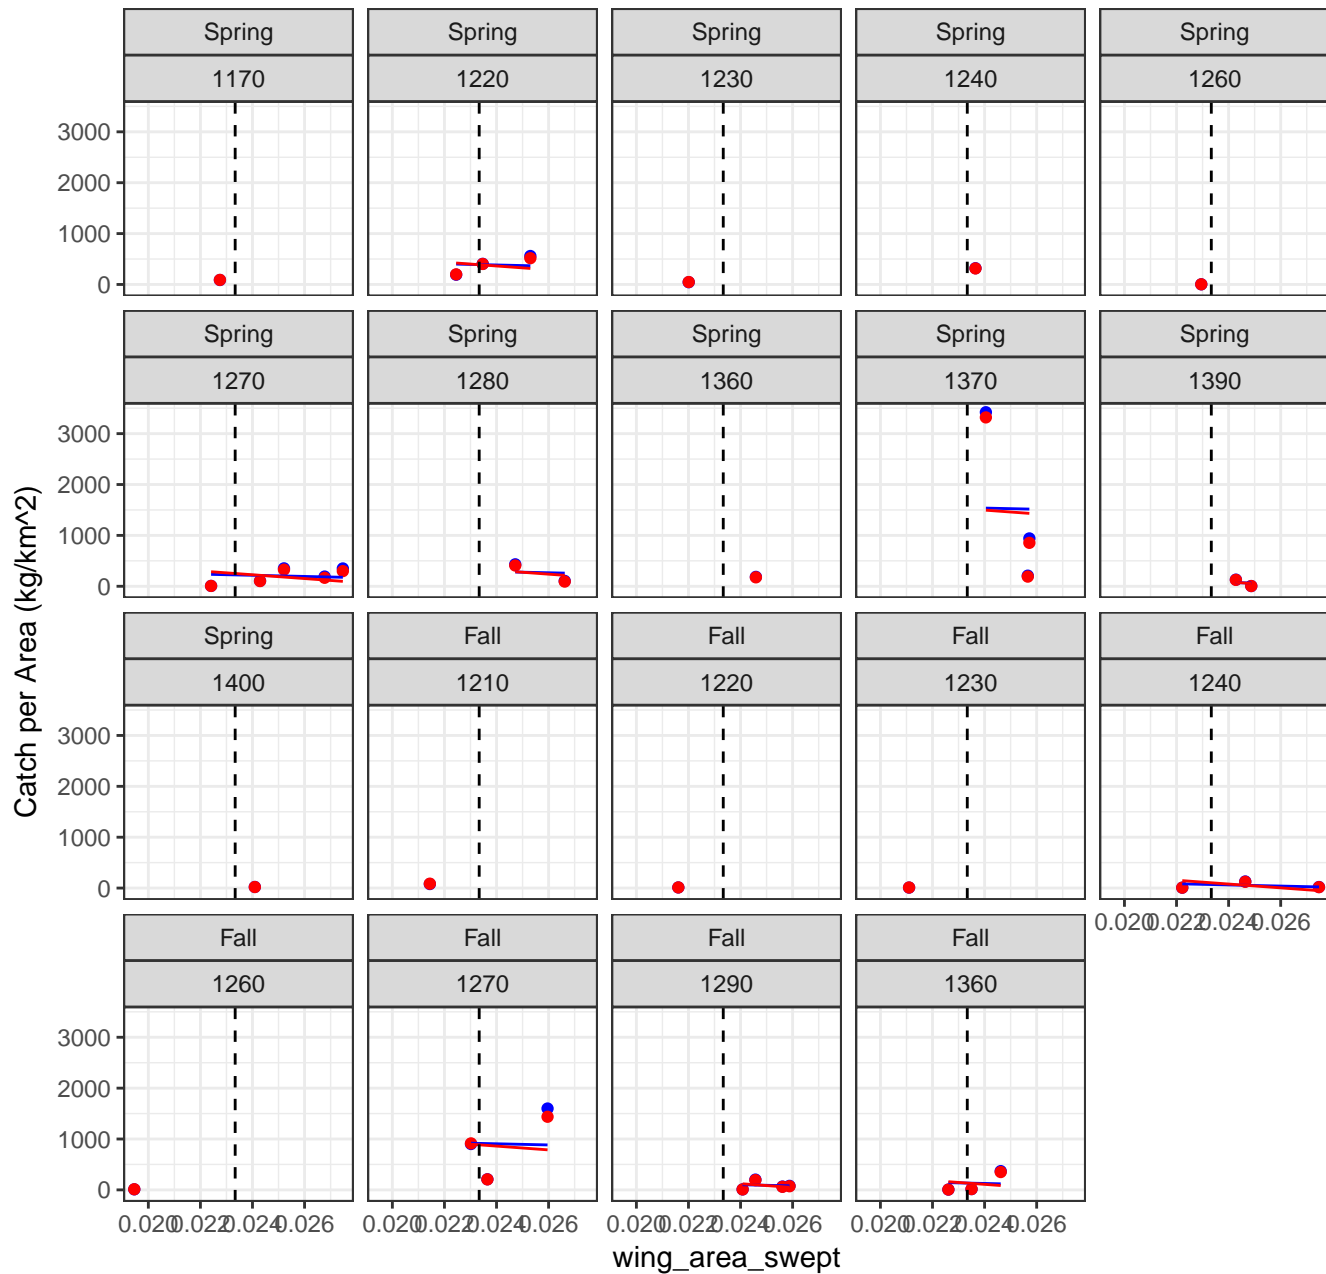 Spring Spring Spring Spring Spring
1170 1220 1230 1240 1260
3000
2000
1000
0
Spring Spring Spring Spring Spring
1270 1280 1360 1370 1390
3000
2000
1000
0
Spring Fall Fall Fall Fall
1400 1210 1220 1230 1240
3000
2000
1000
0
0.020 0.022 0.024 0.026
Fall Fall Fall Fall
1260 1270 1290 1360
3000
2000
1000
0
0.020 0.022 0.024 0.026 0.020 0.022 0.024 0.026 0.020 0.022 0.024 0.026 0.020 0.022 0.024 0.026
wing_area_swept
Catch per Area (kg/km^2)